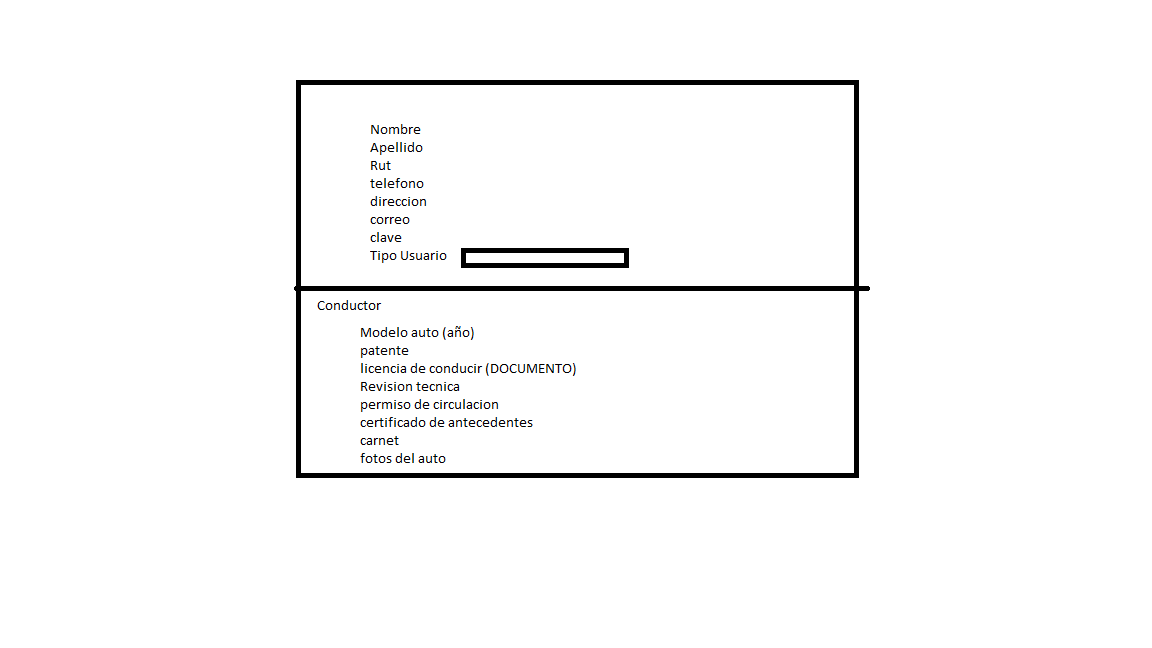 Nombre
Apellido
Rut
telefono
direccion
correo
clave
Tipo Usuario
Conductor
Modelo auto (año)
patente
licencia de conducir (DOCUMENTO)
Revision tecnica
permiso de circulacion
certificado de antecedentes
carnet
fotos del auto